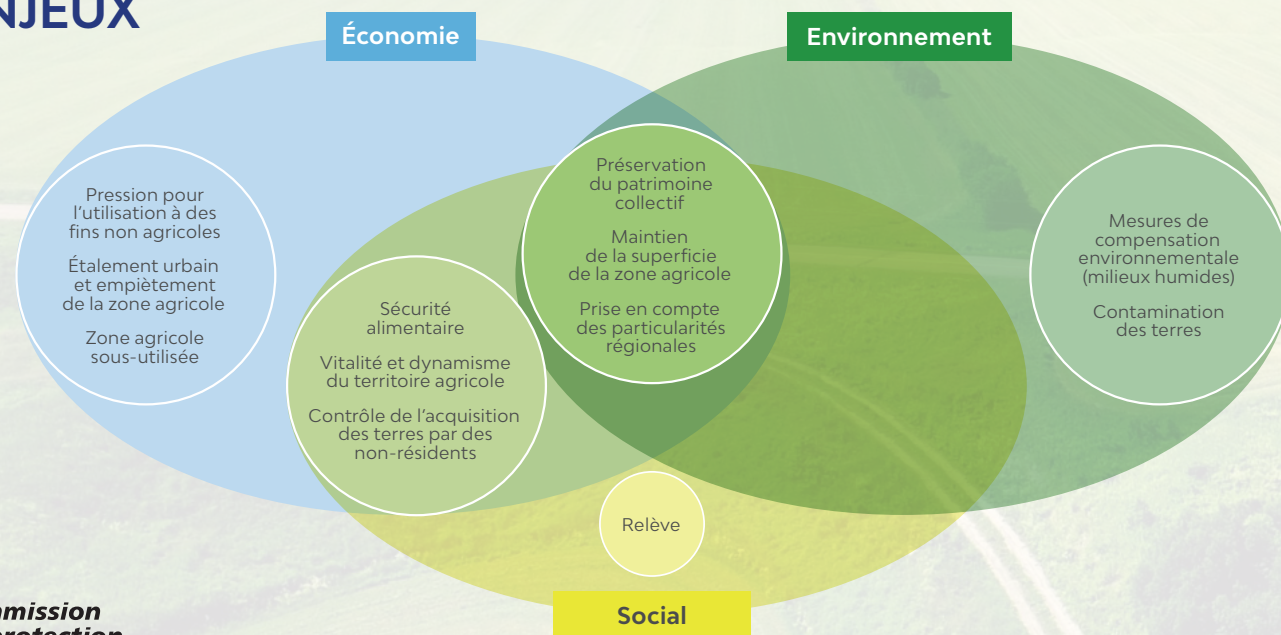 NJEUX
Économie
Environnement
Pression pour
l'utilisation à des
fins non agricoles
Étalement urbain
et empiètement
de la zone agricole
Zone agricole
sous-utilisée
Sécurité
alimentaire
Vitalité et dynamisme
du territoire agricole
Contrôle de l'acquisition
des terres par des
non-résidents
Préservation
du patrimoine
collectif
Maintien
de la superficie
de la zone agricole
Prise en compte
des particularités
régionales
Mesures de
compensation
environnementale
(milieux humides)
Contamination
des terres
Relève
Social
mmission
protection